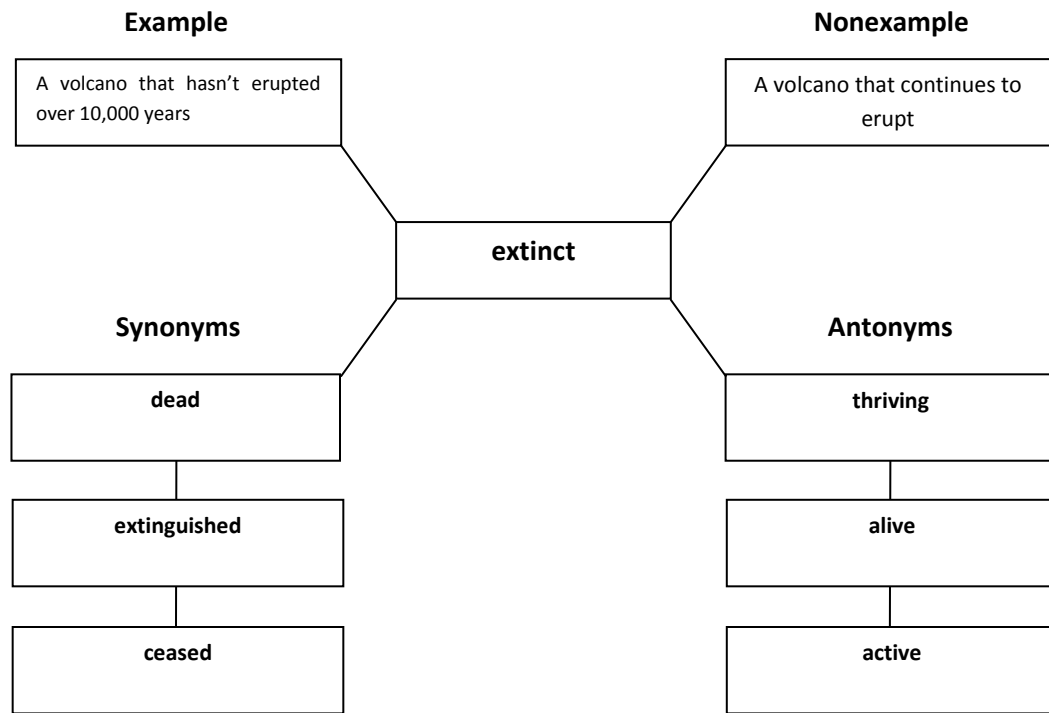 Example
A volcano that hasn’t erupted
over 10,000 years
Nonexample
A volcano that continues to
erupt
extinct
Synonyms
dead
extinguished
ceased
Antonyms
thriving
alive
active